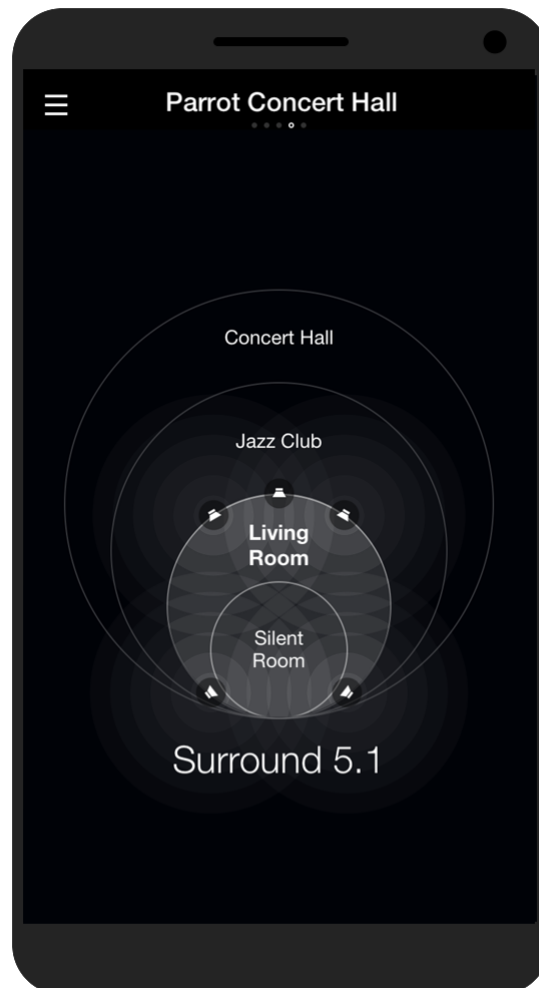 Parrot Concert Hall
Concert Hall
Jazz Club
Living
Room
Silent
Room
Surround 5.1